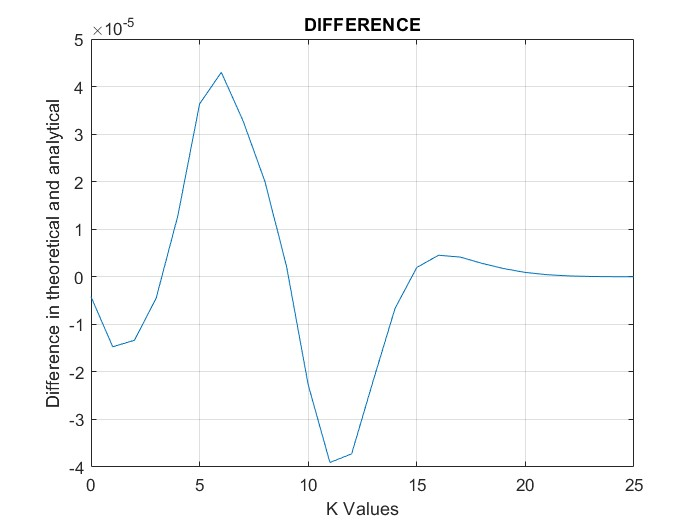 DIFFERENCE
×10-5
5
4
3
2
1
0
-1
-2
-3
-4
Difference in theoretical and analytical
0 5 10 15 20 25
K Values